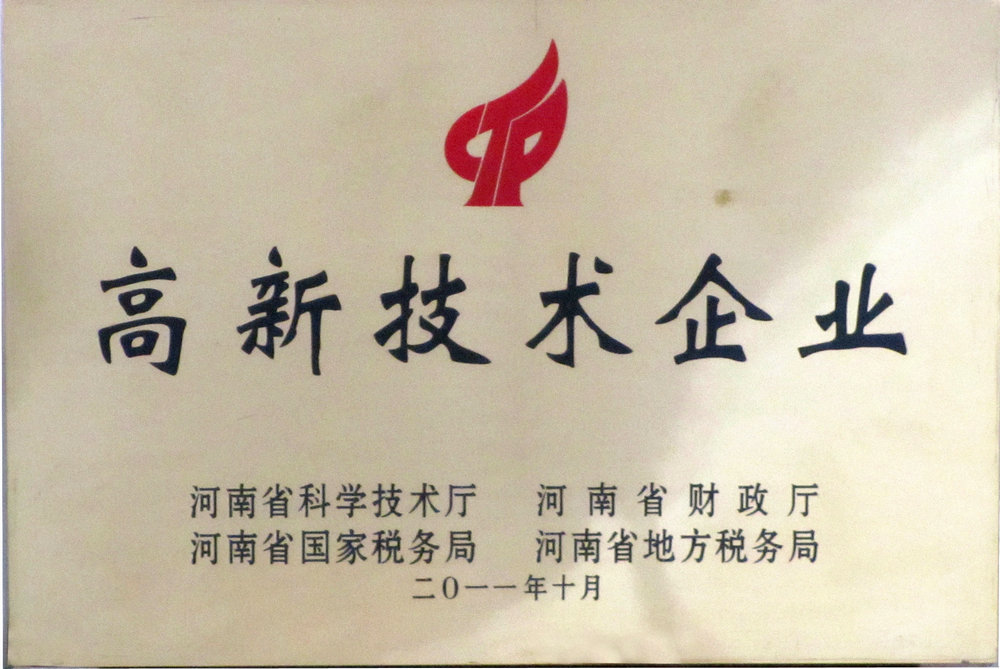 高新技术企业
河南省科学技术厅 河南省财政厅
河南省国家税务局 河南省地方税务局
二〇一一年十月